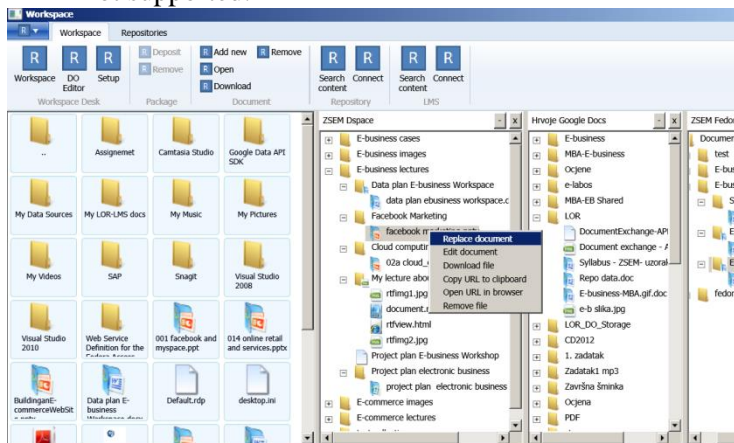 not supported.
Workspace
R
Workspace Repositories
R R R
Workspace DO Editor Setup
Workspace Desk
R Deposit
R Remove
Package
R Add new R Remove
R Open
R Download
Document
R R
Search content Connect
Repository
R R
Search content Connect
LMS
..
Assignemet
Camtasia Studio
Google Data API SDK
My Data Sources
My LOR-LMS docs
My Music
My Pictures
My Videos
SAP
Snagit
Visual Studio 2008
Visual Studio 2010
Web Service Definition for the
001 facebook and myspace.ppt
014 online retail and services.pptx
BuildinganE-commerceWebSit
Data plan E-business
Default.rdp
desktop.ini
ZSEM Dspace - x
E-business cases
E-business images
E-business lectures
Data plan E-business Workspace
data plan ebusiness workspace.c
Facebook Marketing
facebook
Cloud computin
02a cloud_
My lecture abou
rtfimg1.jpg
document.
rtfview.html
rtfimg2.jpg
Project plan E-business Workshop
Project plan electronic business
project plan electronic business
E-commerce images
E-commerce lectures
Replace document
Edit document
Download file
Copy URL to clipboard
Open URL in browser
Remove file
Hrvoje Google Docs - x
E-business
MBA-E-business
Ocjene
e-labos
MBA-EB Shared
LOR
DocumentExchange-API
Document exchange - A
Syllabus - ZSEM- uzoral
Repo data.doc
E-business-MBA.gif.doc
e-b slika.jpg
LOR_DO_Storage
CD2012
1. zadatak
Zadatak1 mp3
Završna šminka
Ocjena
PDF
ZSEM Fedor
Documen
test
E-bus
E-bus
S
E
E
fedor